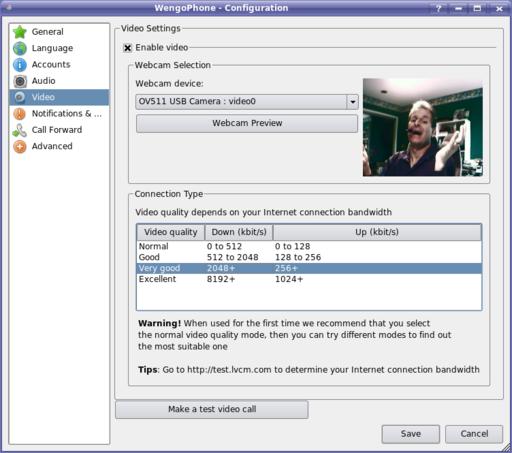 WengoPhone - Configuration
General
Language
Accounts
Audio
Video
Notifications & ...
Call Forward
Advanced
Video Settings
Enable video
Webcam Selection
Webcam device:
OV511 USB Camera : video0
Webcam Preview
Connection Type
Video quality depends on your Internet connection bandwidth
Video quality Down (kbit/s) Up (kbit/s)
Normal 0 to 512 0 to 128
Good 512 to 2048 128 to 256
Very good 2048+ 256+
Excellent 8192+ 1024+
Warning! When used for the first time we recommend that you select
the normal video quality mode, then you can try different modes to find out
the most suitable one
Tips: Go to http://test.lvcm.com to determine your Internet connection bandwidth
Make a test video call
Save Cancel